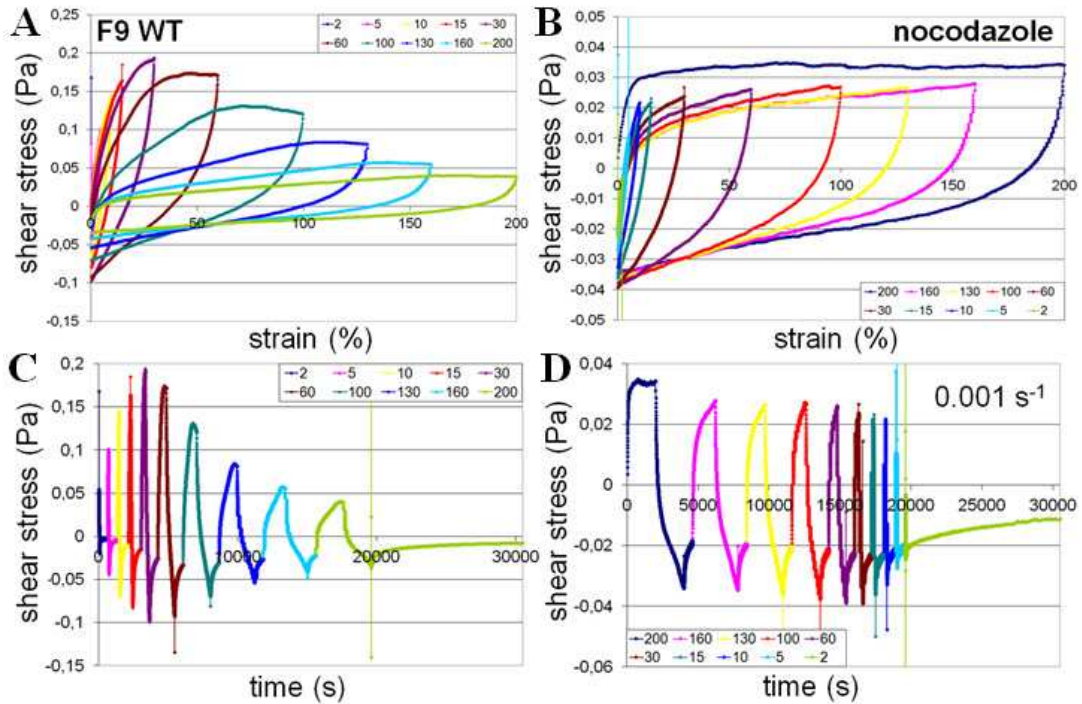 A
F9 WT
2 5 10 15 30
60 100 130 160 200
shear stress (Pa)
0,25
0,2
0,15
0,1
0,05
0
-0,05
-0,1
-0,15
0 50 100 150 200
strain (%)
B
nocodazole
shear stress (Pa)
0,05
0,04
0,03
0,02
0,01
0
-0,01
-0,02
-0,03
-0,04
-0,05
0 50 100 150 200
200 160 130 100 60
30 15 10 5 2
strain (%)
C
2 5 10 15 30
60 100 130 160 200
shear stress (Pa)
0,2
0,15
0,1
0,05
0
-0,05
-0,1
-0,15
0 10000 20000 30000
time (s)
D
0.001 s-1
shear stress (Pa)
0,04
0,02
0
-0,02
-0,04
-0,06
0 5000 10000 15000 20000 25000 30000
200 160 130 100 60
30 15 10 5 2
time (s)